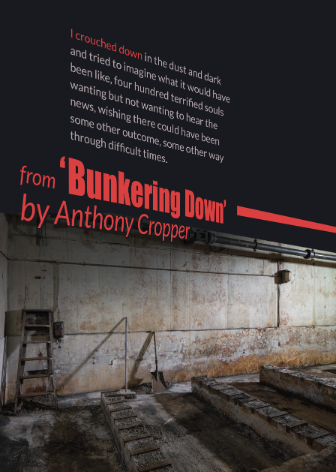 I crouched down in the dust and dark
and tried to imagine what it would have
been like, four hundred terrified souls
wanting but not wanting to hear the
news, wishing there could have been
some other outcome, some other way
through difficult times.
from 'Bunkering Down'
by Anthony Cropper